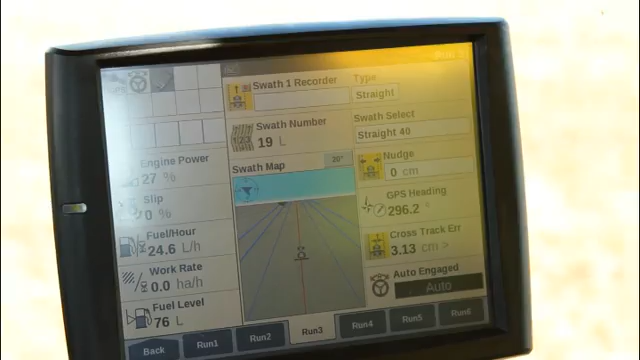 Swath 1 Recorder
Type
Straight
Swath Number
19 L
Swath Select
Straight 40
Engine Power
27 %
Swath Map
20°
Nudge
0 cm
Slip
0 %
GPS Heading
296.2 °
Fuel/Hour
24.6 L/h
Cross Track Err
3.13 cm >
Work Rate
0.0 ha/h
Auto Engaged
Auto
Fuel Level
76 L
Back
Run1
Run2
Run3
Run4
Run5
Run6